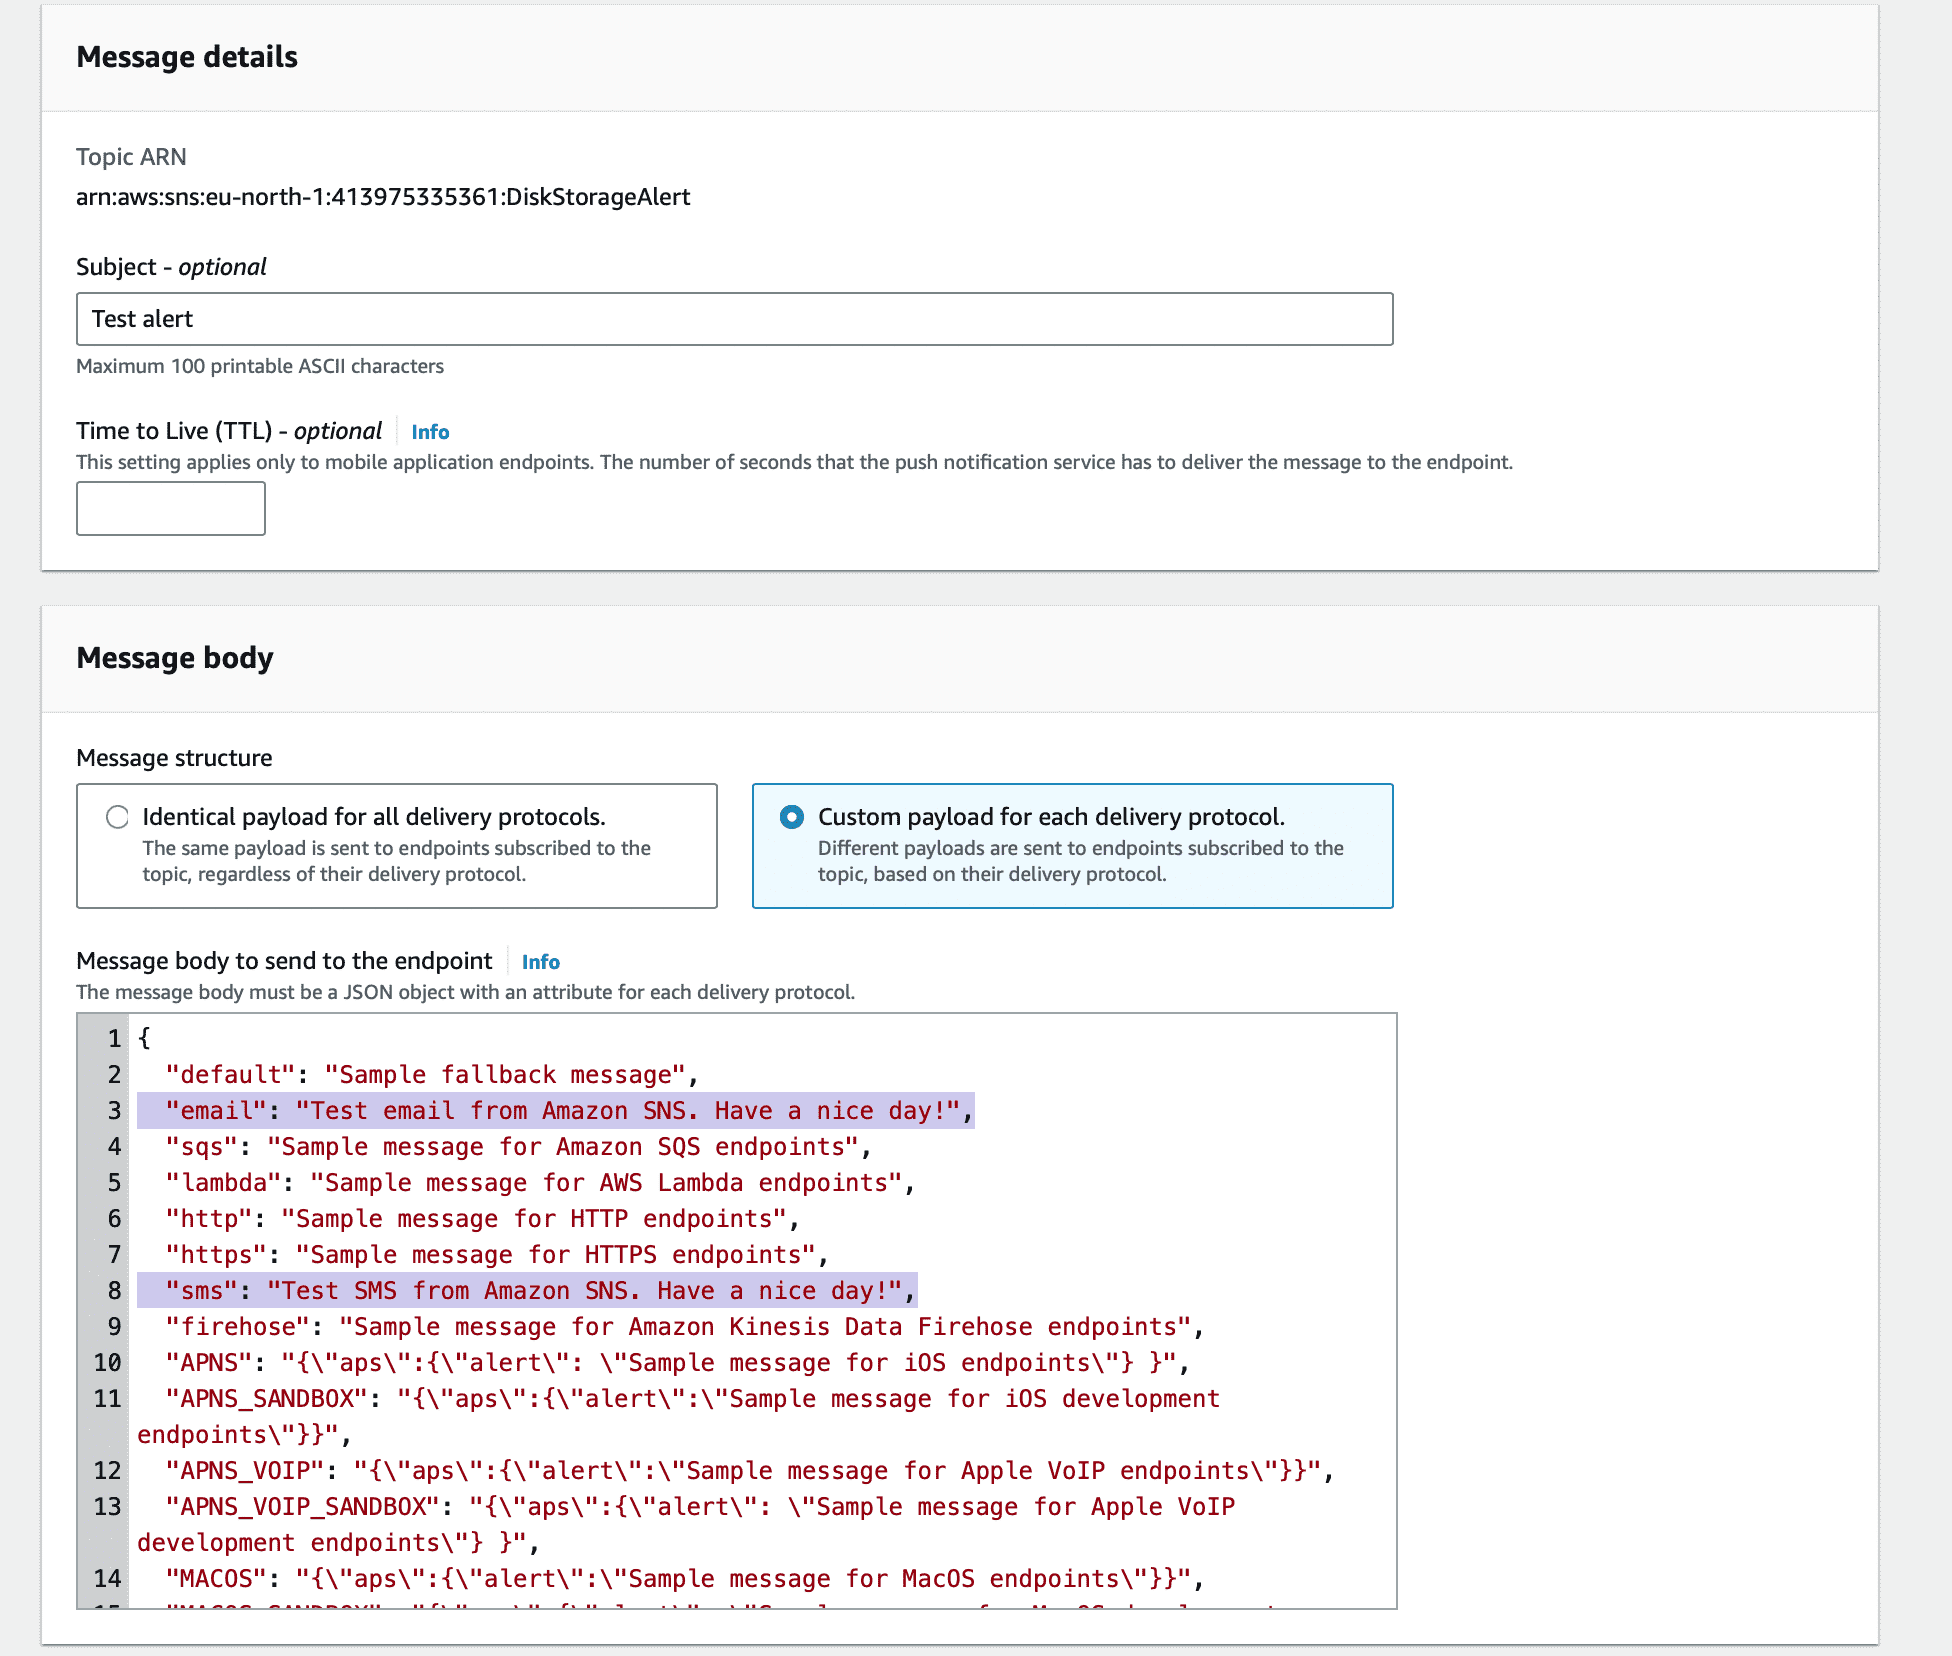 Message details
Topic ARN
arn:aws:sns:eu-north-1:413975335361:DiskStorageAlert
Subject - optional
Test alert
Maximum 100 printable ASCII characters
Time to Live (TTL) - optional Info
This setting applies only to mobile application endpoints. The number of seconds that the push notification service has to deliver the message to the endpoint.
Message body
Message structure
Identical payload for all delivery protocols.
The same payload is sent to endpoints subscribed to the
topic, regardless of their delivery protocol.
Custom payload for each delivery protocol.
Different payloads are sent to endpoints subscribed to the
topic, based on their delivery protocol.
Message body to send to the endpoint Info
The message body must be a JSON object with an attribute for each delivery protocol.
1 {
2 "default": "Sample fallback message",
3 "email": "Test email from Amazon SNS. Have a nice day!",
4 "sqs": "Sample message for Amazon SQS endpoints",
5 "lambda": "Sample message for AWS Lambda endpoints",
6 "http": "Sample message for HTTP endpoints",
7 "https": "Sample message for HTTPS endpoints",
8 "sms": "Test SMS from Amazon SNS. Have a nice day!",
9 "firehose": "Sample message for Amazon Kinesis Data Firehose endpoints",
10 "APNS": "{\"aps\":{\"alert\": \"Sample message for iOS endpoints\"} }",
11 "APNS_SANDBOX": "{\"aps\":{\"alert\":\"Sample message for iOS development
endpoints\"}}",
12 "APNS_VOIP": "{\"aps\":{\"alert\":\"Sample message for Apple VoIP endpoints\"}}",
13 "APNS_VOIP_SANDBOX": "{\"aps\":{\"alert\": \"Sample message for Apple VoIP
development endpoints\"} }",
14 "MACOS": "{\"aps\":{\"alert\":\"Sample message for MacOS endpoints\"}}",